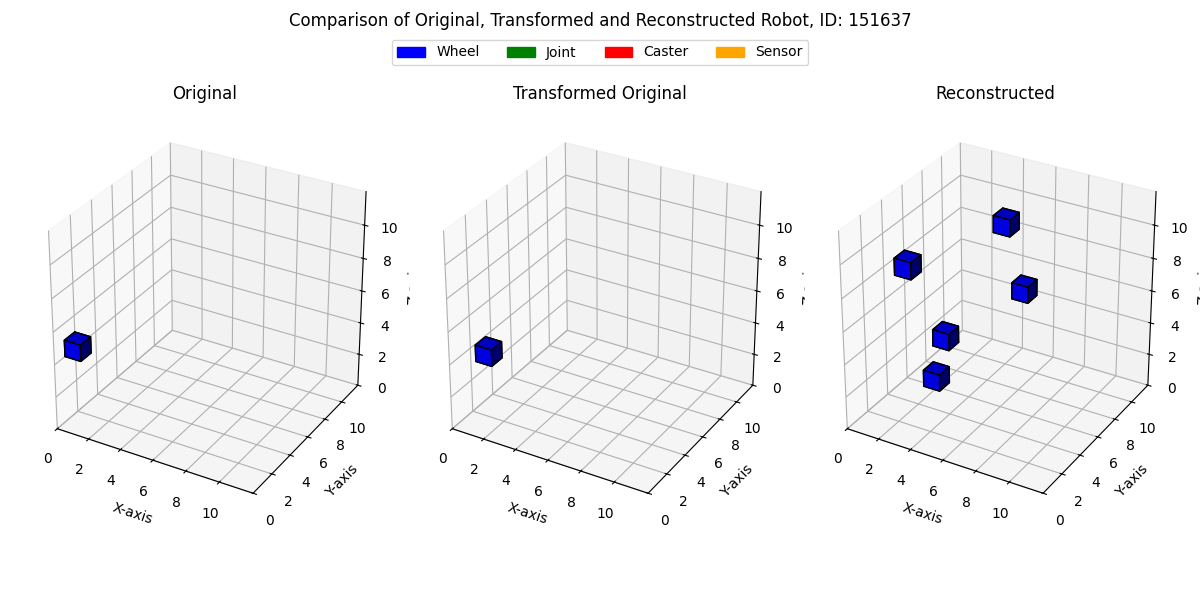 Comparison of Original, Transformed and Reconstructed Robot, ID: 151637
Wheel Joint Caster Sensor
Original
Transformed Original
Reconstructed
0 2 4 6 8 10
X-axis
0 2 4 6 8 10
Y-axis
0 2 4 6 8 10
0 2 4 6 8 10
X-axis
0 2 4 6 8 10
Y-axis
0 2 4 6 8 10
0 2 4 6 8 10
X-axis
0 2 4 6 8 10
Y-axis
0 2 4 6 8 10